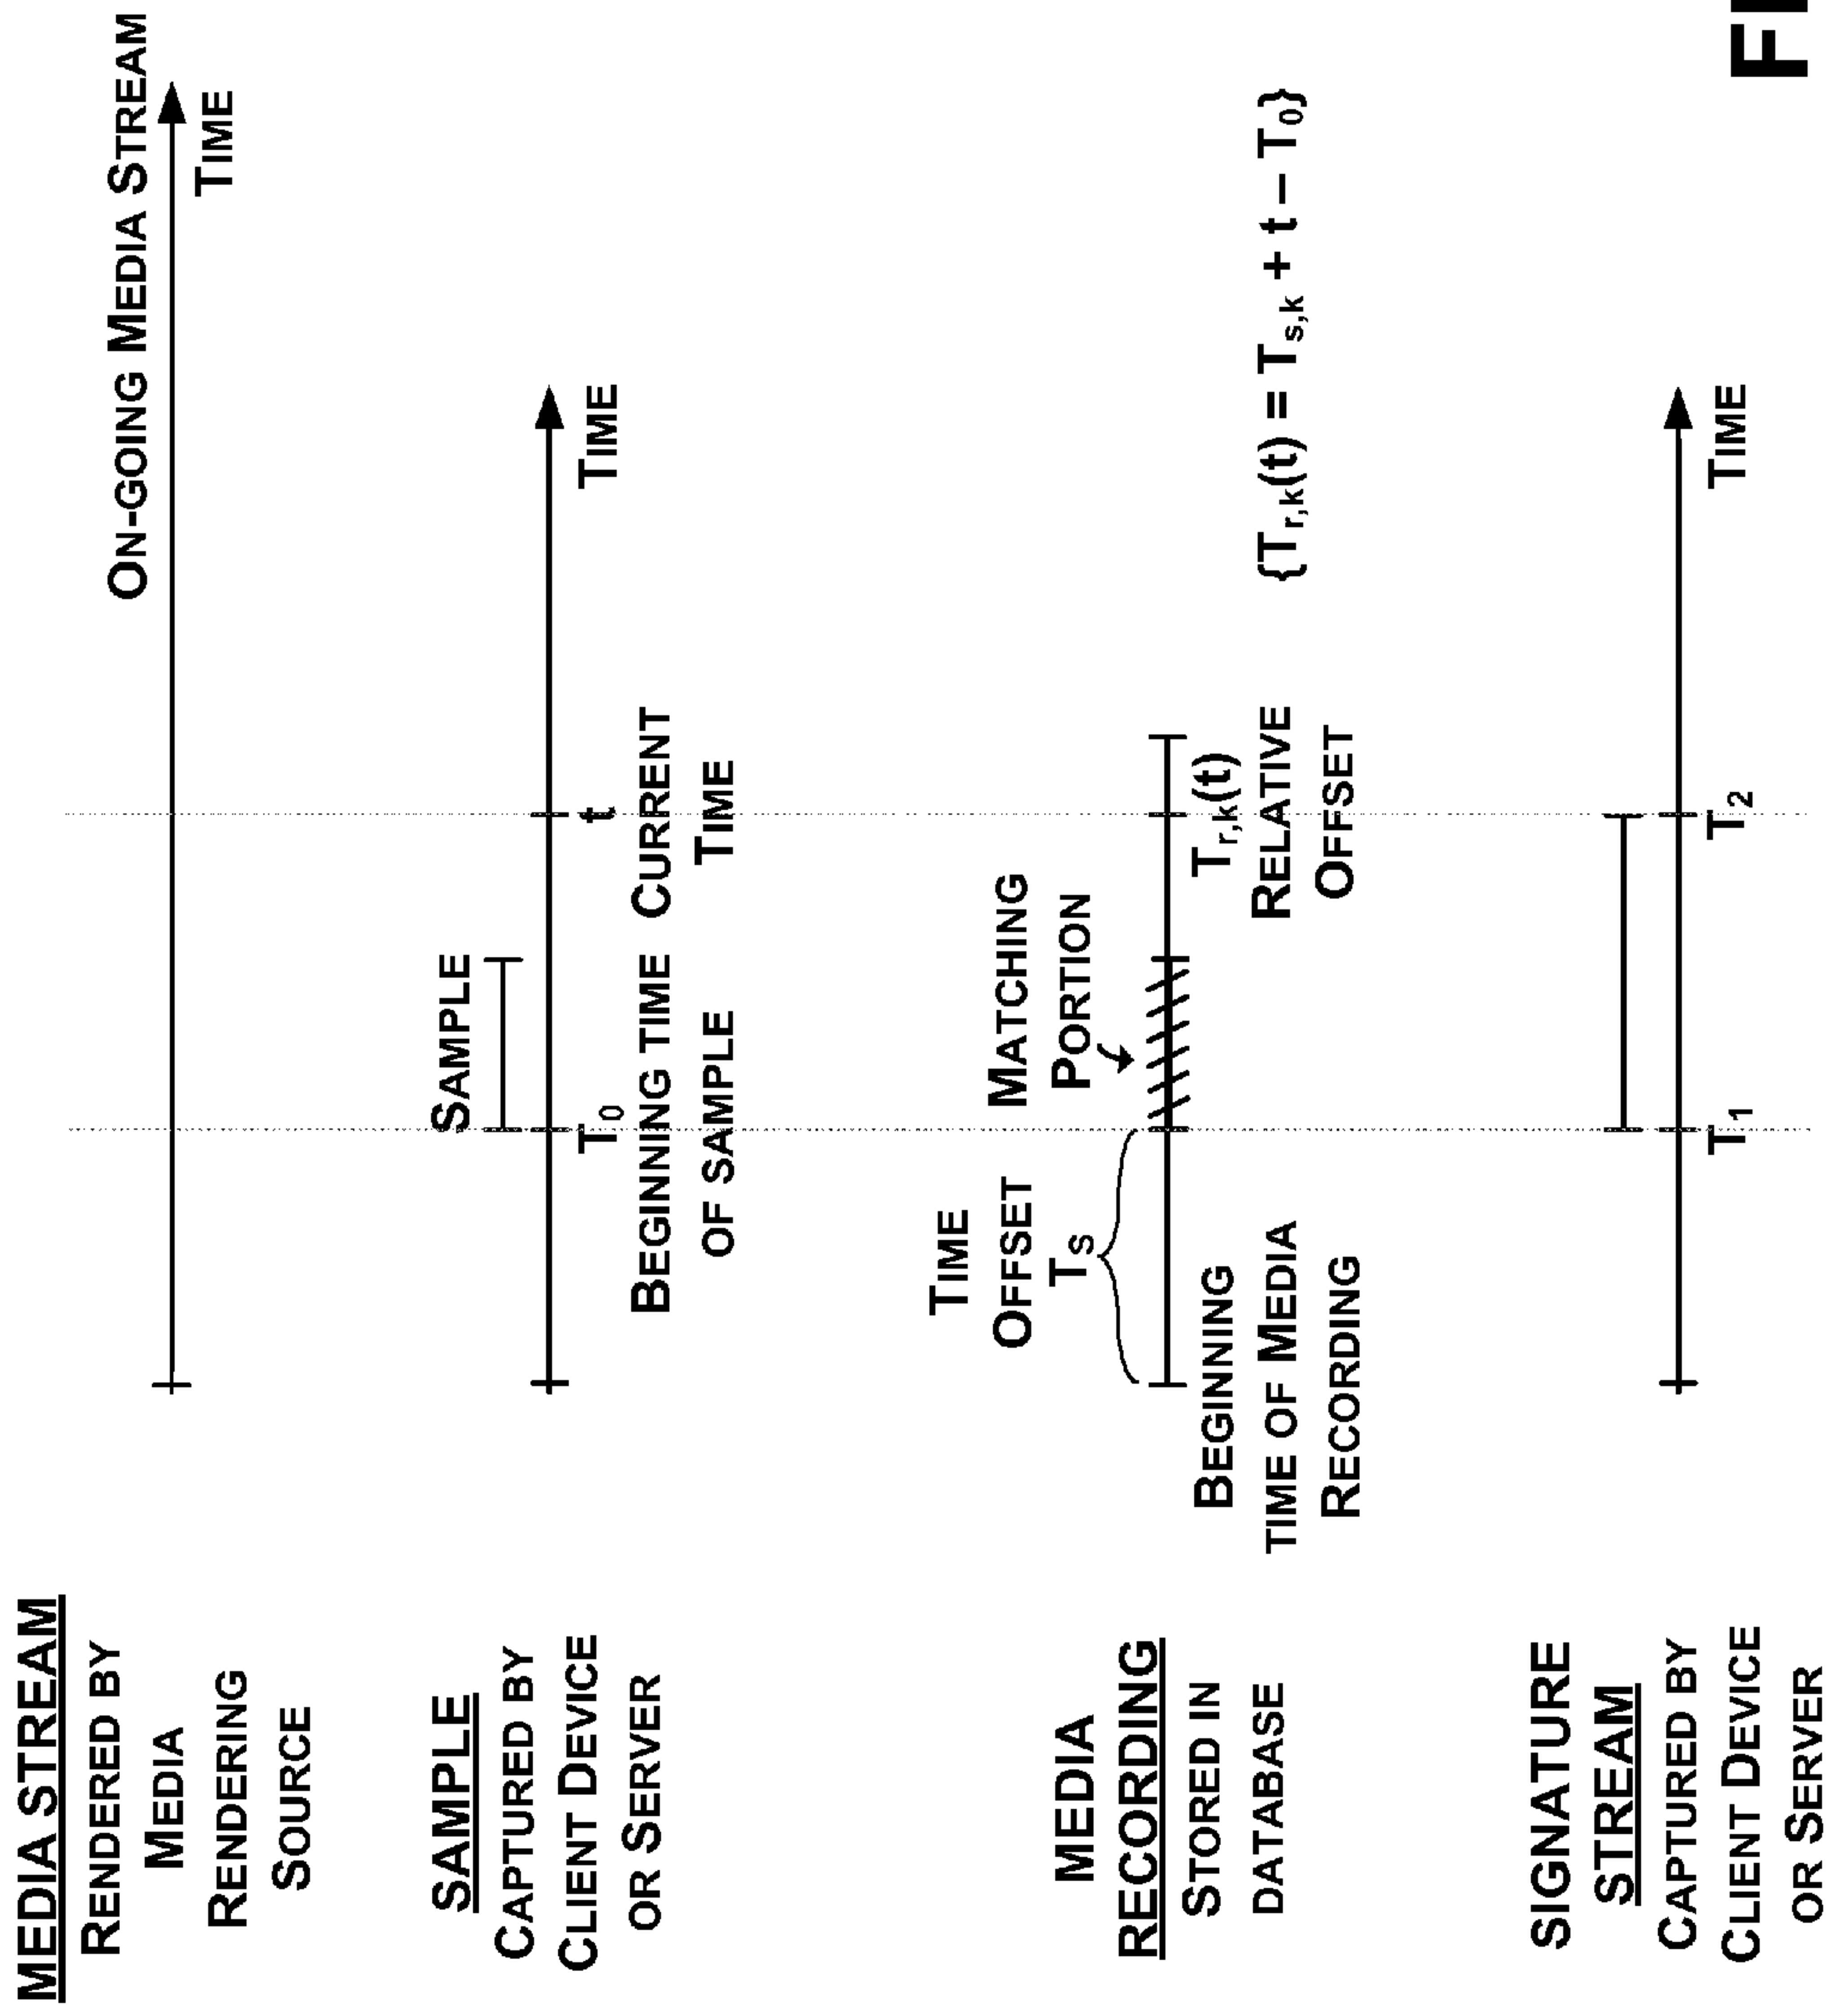 MEDIA STREAM
RENDERED BY
MEDIA
RENDERING
SOURCE
ON-GOING MEDIA STREAM
TIME
SAMPLE
CAPTURED BY
CLIENT DEVICE
OR SERVER
SAMPLE
T0
BEGINNING TIME
OF SAMPLE
t
CURRENT
TIME
TIME
MEDIA
RECORDING
STORED IN
DATABASE
TIME
OFFSET
TS
BEGINNING
TIME OF MEDIA
RECORDING
MATCHING
PORTION
Tr,k(t)
RELATIVE
OFFSET
{Tr,k(t) = Ts,k + t – T0}
SIGNATURE
STREAM
CAPTURED BY
CLIENT DEVICE
OR SERVER
T1
T2
TIME